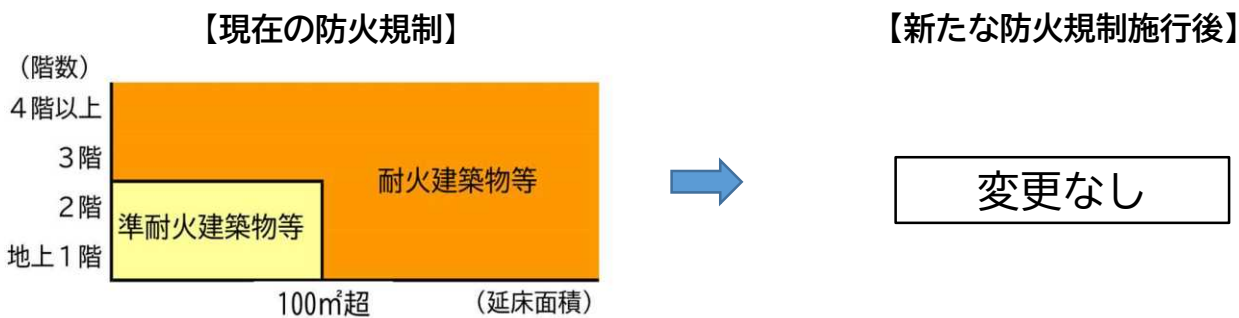 【現在の防火規制】
【新たな防火規制施行後】
（階数）
４階以上
３階
２階
地上１階
耐火建築物等
準耐火建築物等
100㎡超
（延床面積）
変更なし